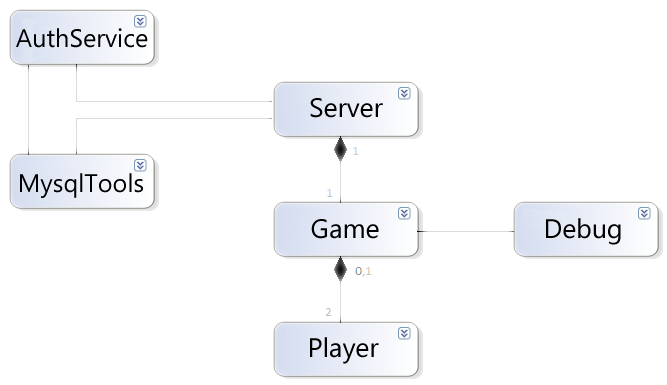 AuthService
Server
1
MysqlTools
1
Game
Debug
0,1
2
Player